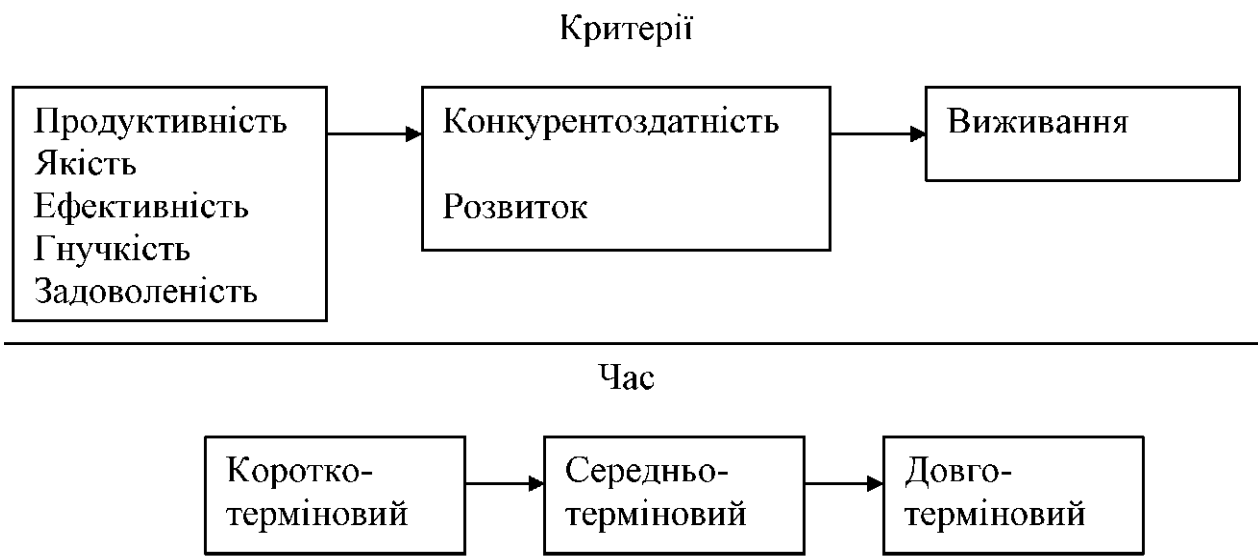 Критерії
Продуктивність
Якість
Ефективність
Гнучкість
Задоволеність
Конкурентоздатність
Розвиток
Виживання
Час
Коротко-
терміновий
Середньо-
терміновий
Довго-
терміновий